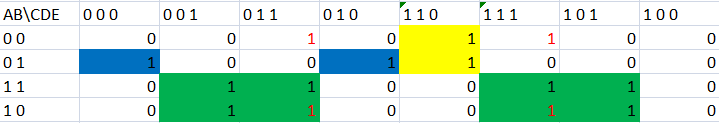 AB\CDE 0 0 0 0 0 1 0 1 1 0 1 0 1 1 0 1 1 1 1 0 1 1 0 0
0 0 0 0 1 0 1 1 0 0
0 1 1 0 0 1 1 0 0 0
1 1 0 1 1 0 0 1 1 0
1 0 0 1 1 0 0 1 1 0